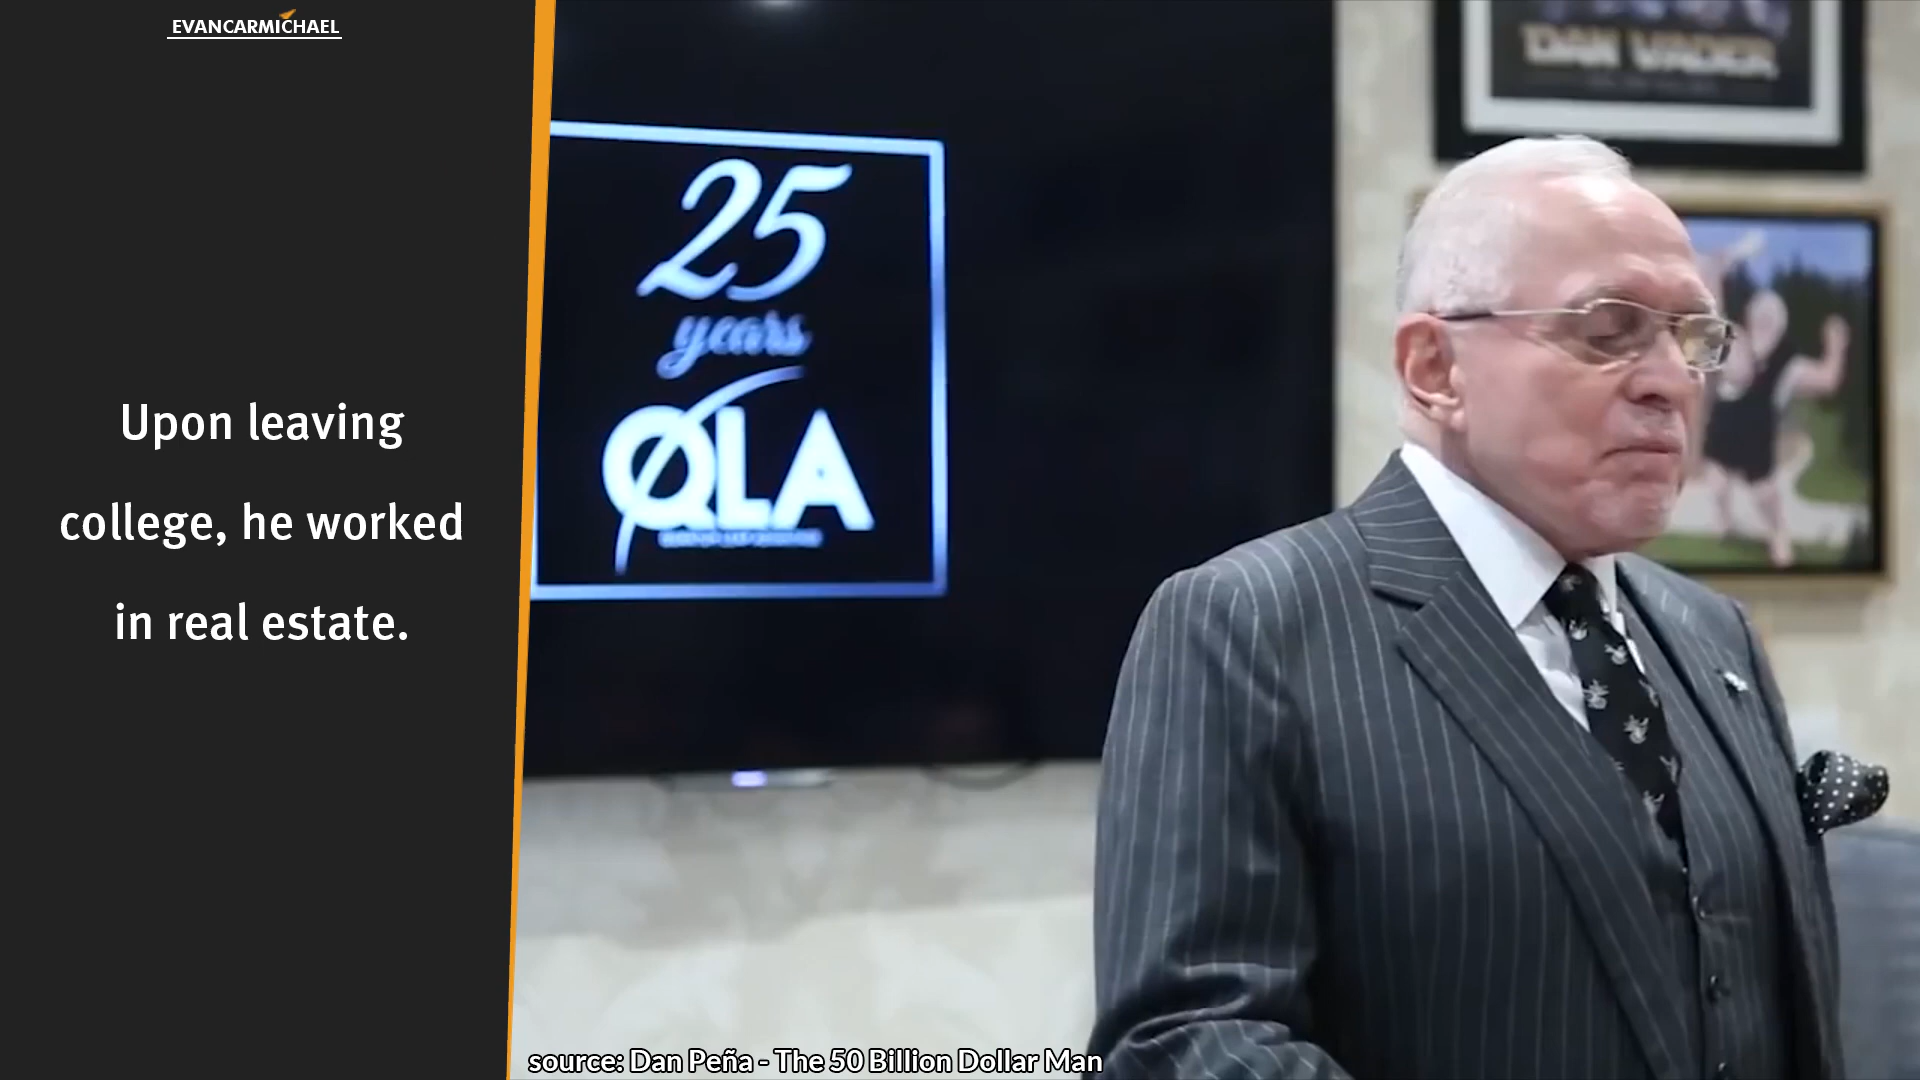 EVANCARMICHAEL
DAN VADER
25
years
QLA
Upon leaving
college, he worked
in real estate.
source: Dan Peña - The 50 Billion Dollar Man